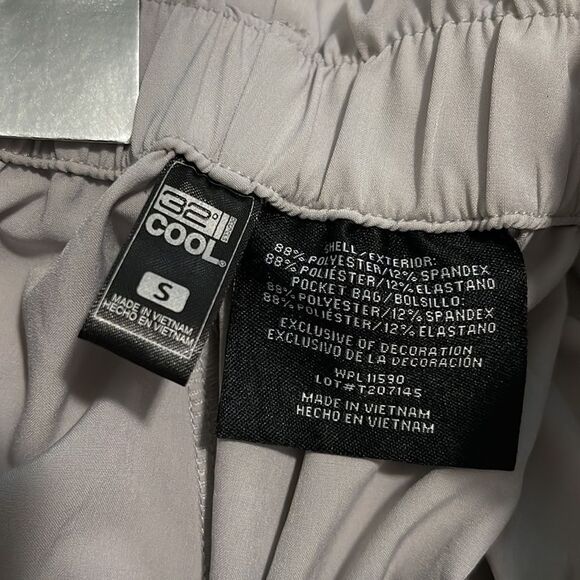 32°
COOL®
S
MADE IN VIETNAM
HECHO EN VIETNAM
SHELL/EXTERIOR:
88% POLYESTER/12% SPANDEX
88% POLIÉSTER/12% ELASTANO
POCKET BAG/BOLSILLO:
88% POLYESTER/12% SPANDEX
88% POLIÉSTER/12% ELASTANO
EXCLUSIVE OF DECORATION
EXCLUSIVO DE LA DECORACIÓN
WPL11590
LOT#T207145
MADE IN VIETNAM
HECHO EN VIETNAM